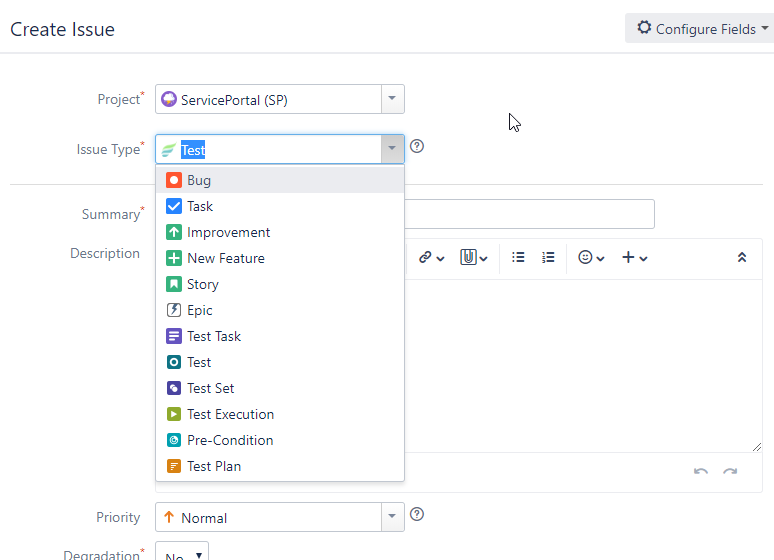 Create Issue
Configure Fields
Project*
ServicePortal (SP)
Issue Type*
Test
Bug
Task
Improvement
New Feature
Story
Epic
Test Task
Test
Test Set
Test Execution
Pre-Condition
Test Plan
Summary*
Description
Priority
Normal
Degradation*
No